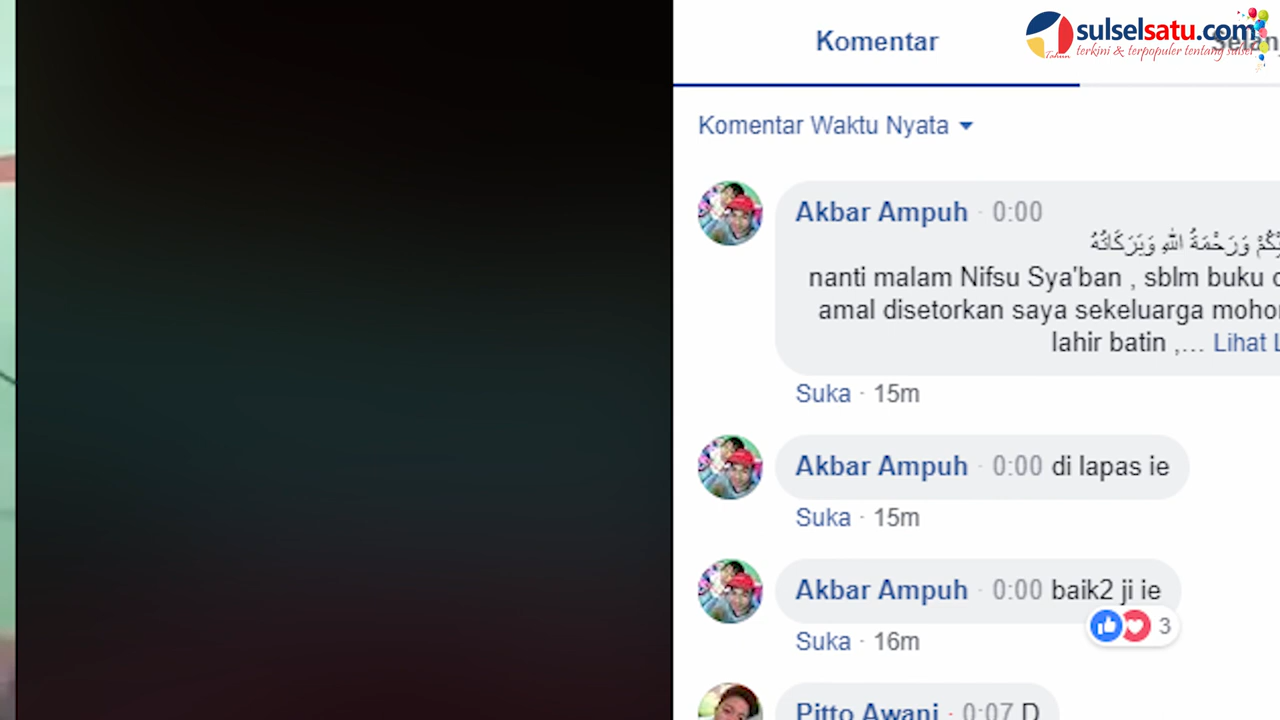 Komentar
sulselsatu.com
terkini & terpopuler tentang sulsel
Tahun
Komentar Waktu Nyata
Akbar Ampuh · 0:00
وَرَحْمَةُ اللهِ وَبَرَكَاتُهُ
nanti malam Nifsu Sya'ban , sblm buku
amal disetorkan saya sekeluarga
lahir batin ,... Lihat
Suka · 15m
Akbar Ampuh · 0:00 di lapas ie
Suka · 15m
Akbar Ampuh · 0:00 baik2 ji ie
3
Suka · 16m
Pitto Awani · 0:07 D